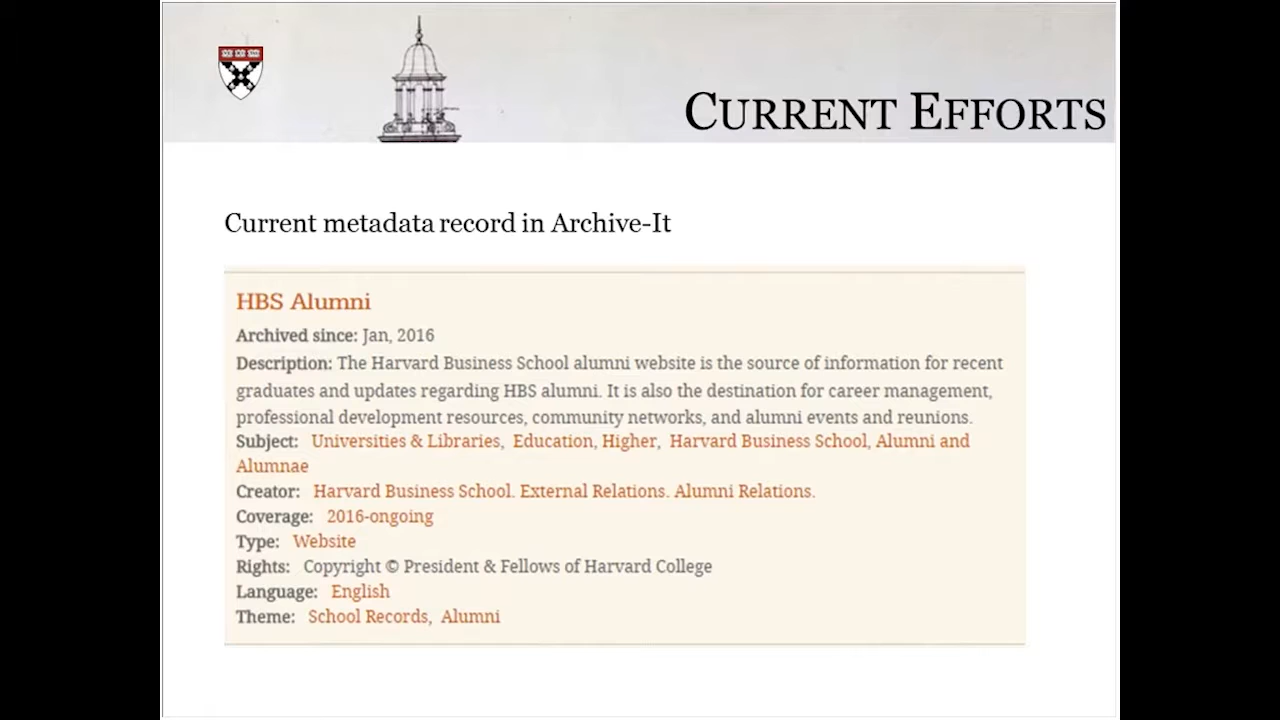 CURRENT EFFORTS
Current metadata record in Archive-It
HBS Alumni
Archived since: Jan, 2016
Description: The Harvard Business School alumni website is the source of information for recent
graduates and updates regarding HBS alumni. It is also the destination for career management,
professional development resources, community networks, and alumni events and reunions.
Subject: Universities & Libraries, Education, Higher, Harvard Business School, Alumni and
Alumnae
Creator: Harvard Business School. External Relations. Alumni Relations.
Coverage: 2016-ongoing
Type: Website
Rights: Copyright © President & Fellows of Harvard College
Language: English
Theme: School Records, Alumni